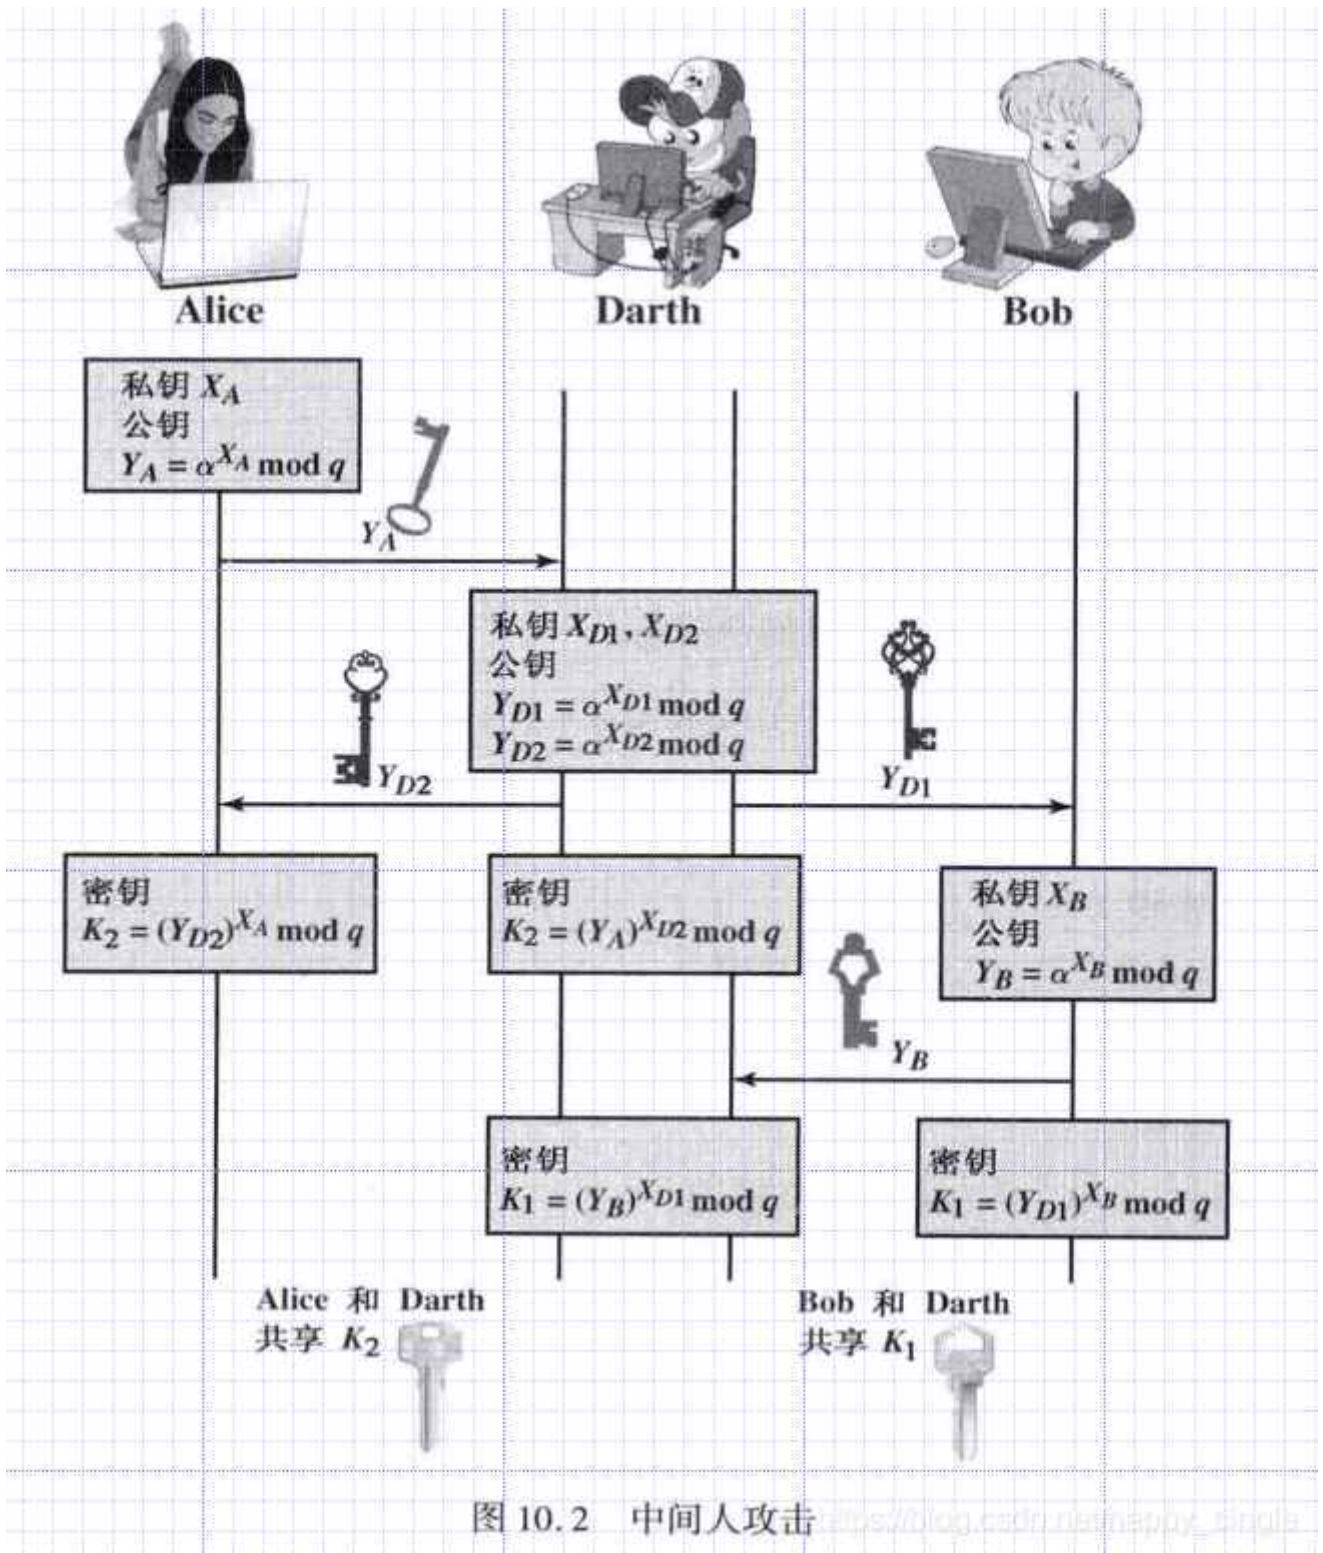 Alice
Darth
Bob
私钥 X_A
公钥
Y_A = α^{X_A} mod q
Y_A
私钥 X_{D1}, X_{D2}
公钥
Y_{D1} = α^{X_{D1}} mod q
Y_{D2} = α^{X_{D2}} mod q
Y_{D2}
Y_{D1}
密钥
K_2 = (Y_{D2})^{X_A} mod q
密钥
K_2 = (Y_A)^{X_{D2}} mod q
私钥 X_B
公钥
Y_B = α^{X_B} mod q
Y_B
密钥
K_1 = (Y_B)^{X_{D1}} mod q
密钥
K_1 = (Y_{D1})^{X_B} mod q
Alice 和 Darth
共享 K_2
Bob 和 Darth
共享 K_1
图 10.2 中间人攻击